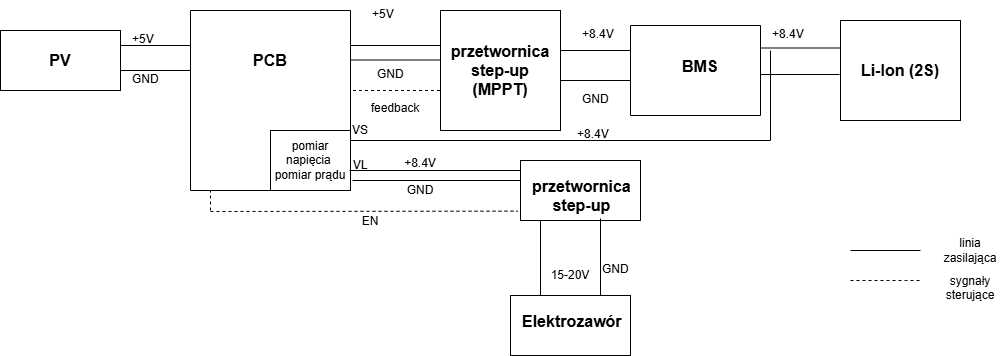 PV
+5V
GND
PCB
+5V
GND
feedback
przetwornica
step-up
(MPPT)
+8.4V
GND
BMS
+8.4V
Li-Ion (2S)
VS
+8.4V
pomiar
napięcia
pomiar prądu
VL
+8.4V
GND
EN
przetwornica
step-up
15-20V
GND
Elektrozawór
linia
zasilająca
sygnały
sterujące